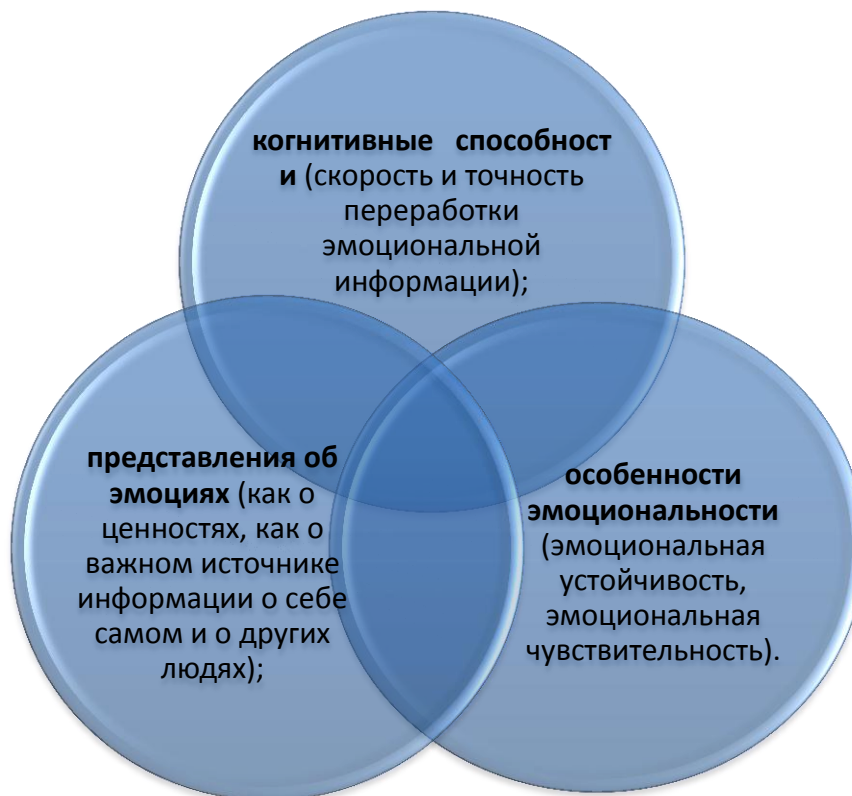 когнитивные способност
и (скорость и точность
переработки
эмоциональной
информации);
представления об
эмоциях (как о
ценностях, как о
важном источнике
информации о себе
самом и о других
людях);
особенности
эмоциональности
(эмоциональная
устойчивость,
эмоциональная
чувствительность).